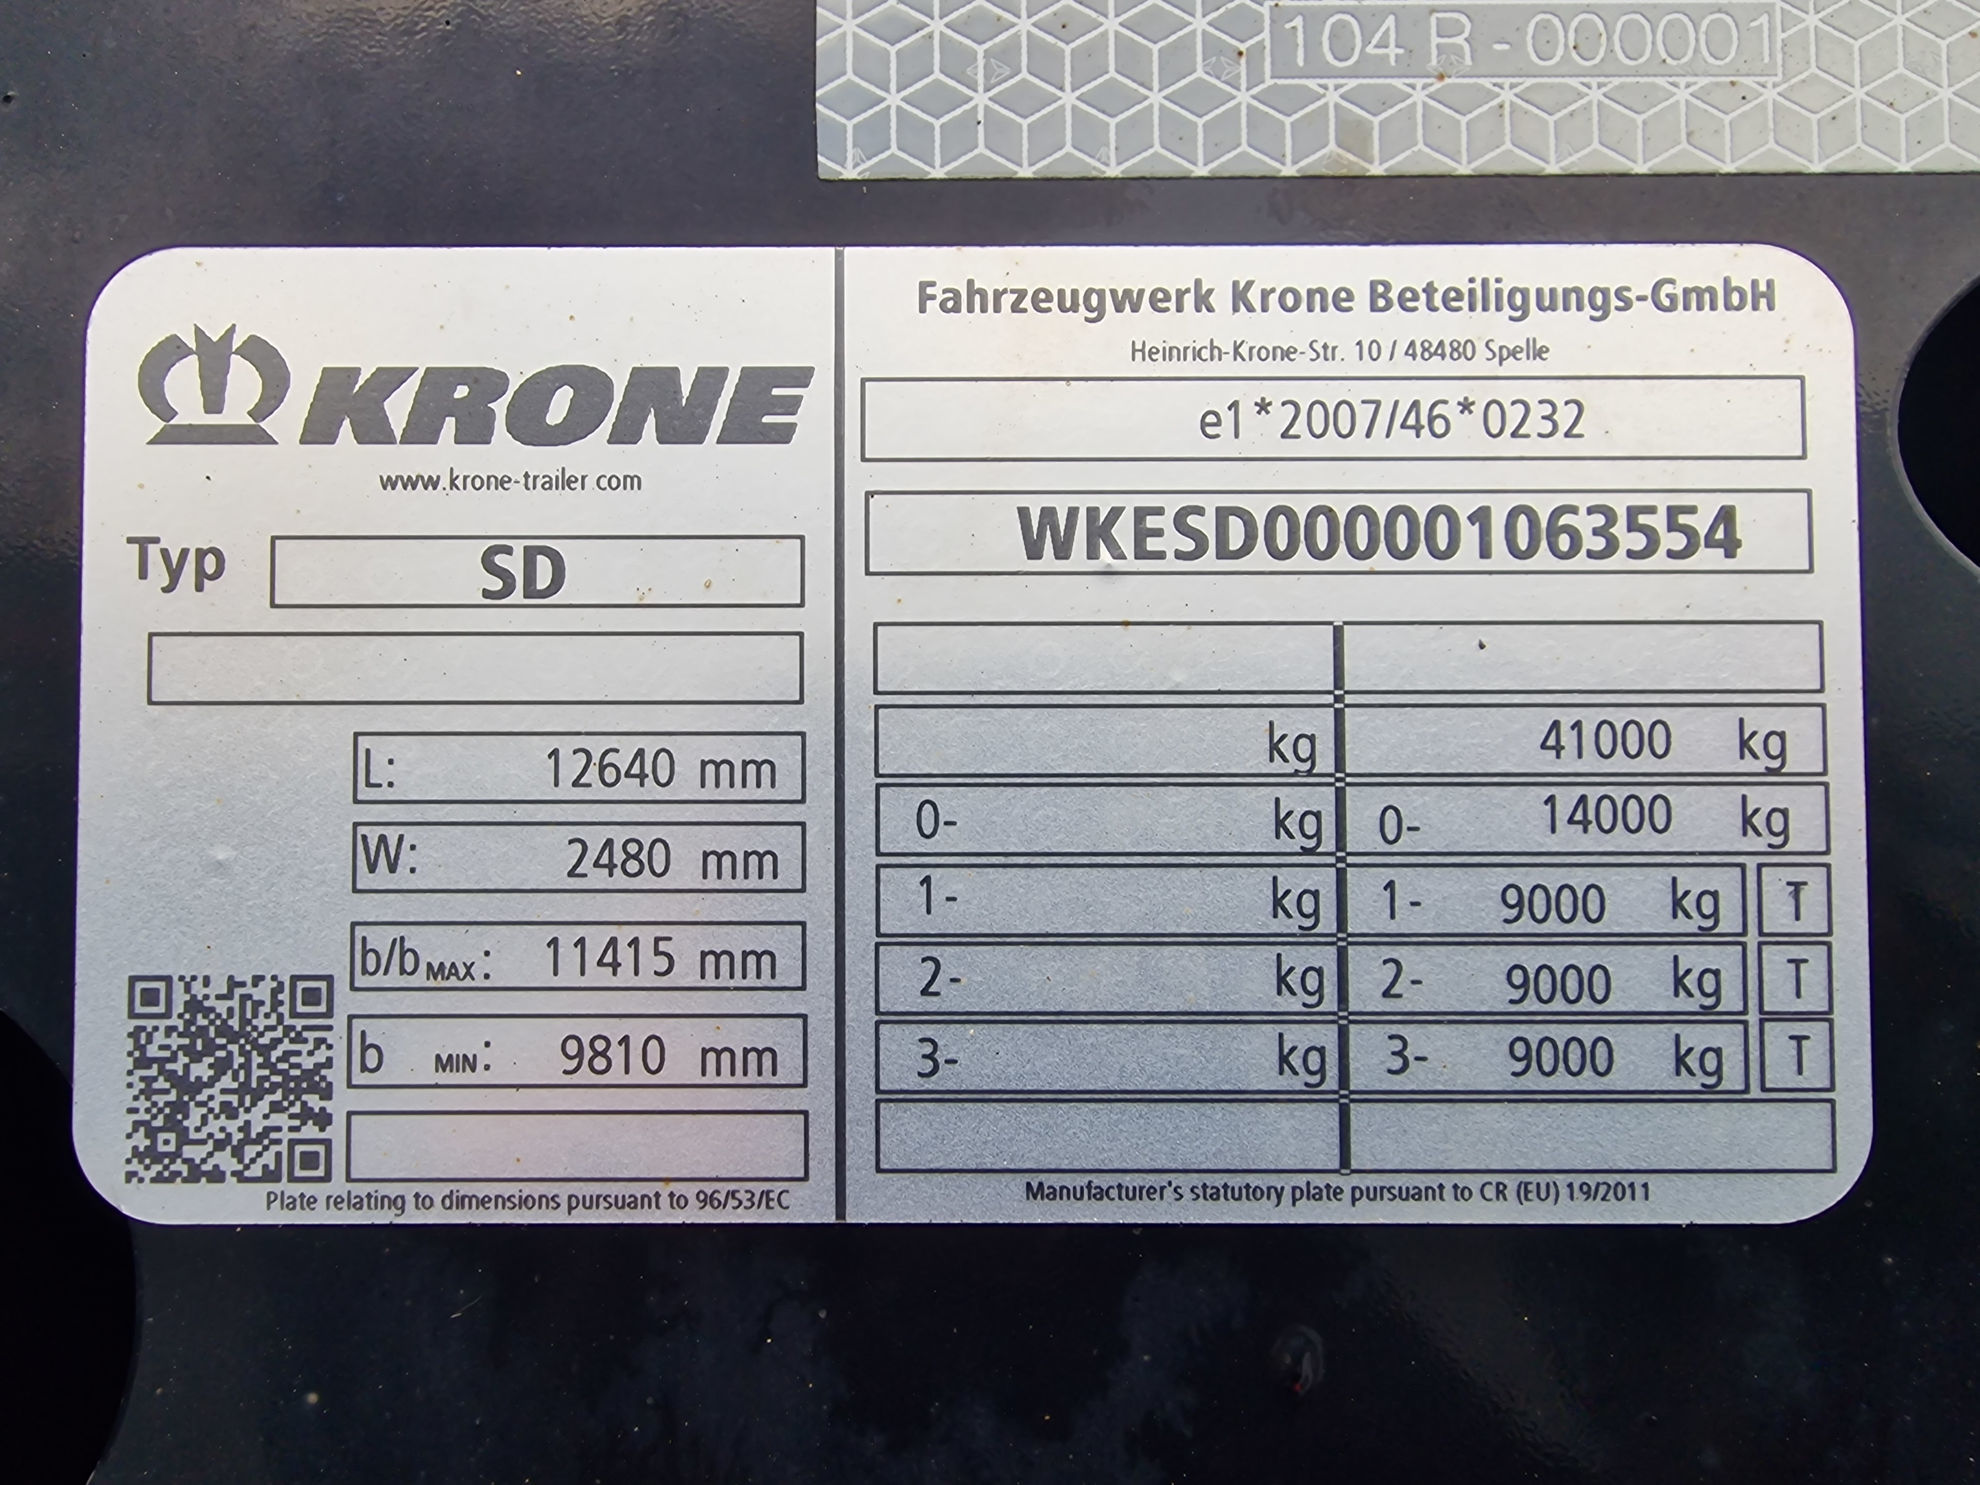 104 R - 000001
KRONE
www.krone-trailer.com
Typ SD
L: 12640 mm
W: 2480 mm
b/b MAX: 11415 mm
b MIN: 9810 mm
Plate relating to dimensions pursuant to 96/53/EC
Fahrzeugwerk Krone Beteiligungs-GmbH
Heinrich-Krone-Str. 10 / 48480 Spelle
e1*2007/46*0232
WKESD000001063554
kg 41000 kg
0- kg 0- 14000 kg
1- kg 1- 9000 kg T
2- kg 2- 9000 kg T
3- kg 3- 9000 kg T
Manufacturer's statutory plate pursuant to CR (EU) 19/2011